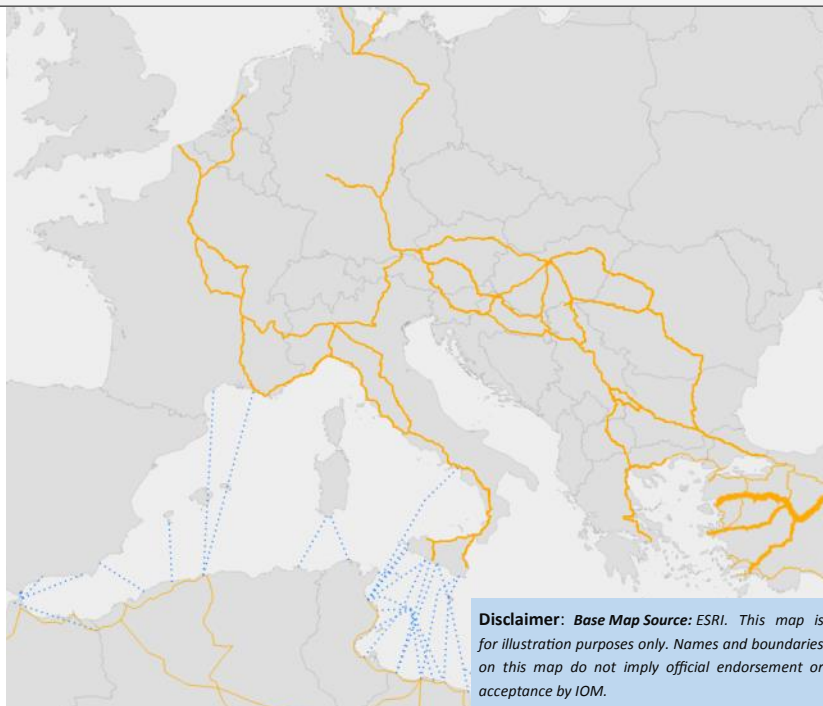 Disclaimer: Base Map Source: ESRI. This map is
for illustration purposes only. Names and boundaries
on this map do not imply official endorsement or
acceptance by IOM.